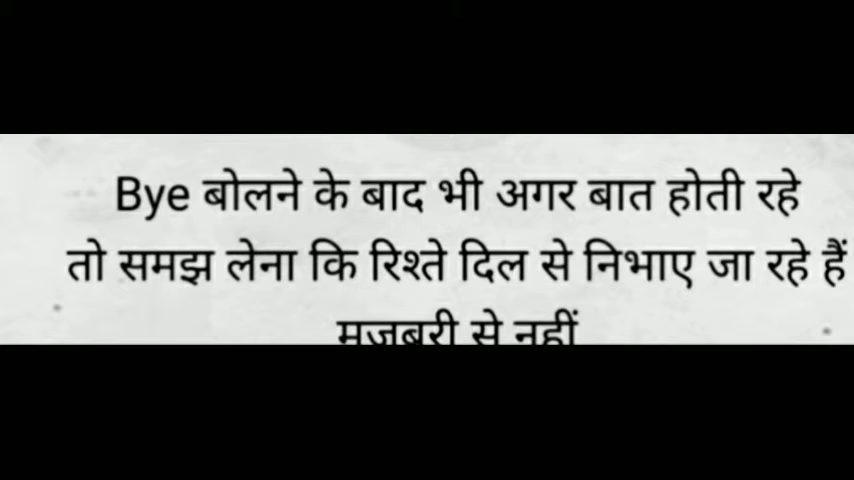 Bye बोलने के बाद भी अगर बात होती रहे
तो समझ लेना कि रिश्ते दिल से निभाए जा रहे हैं
मजबूरी से नहीं